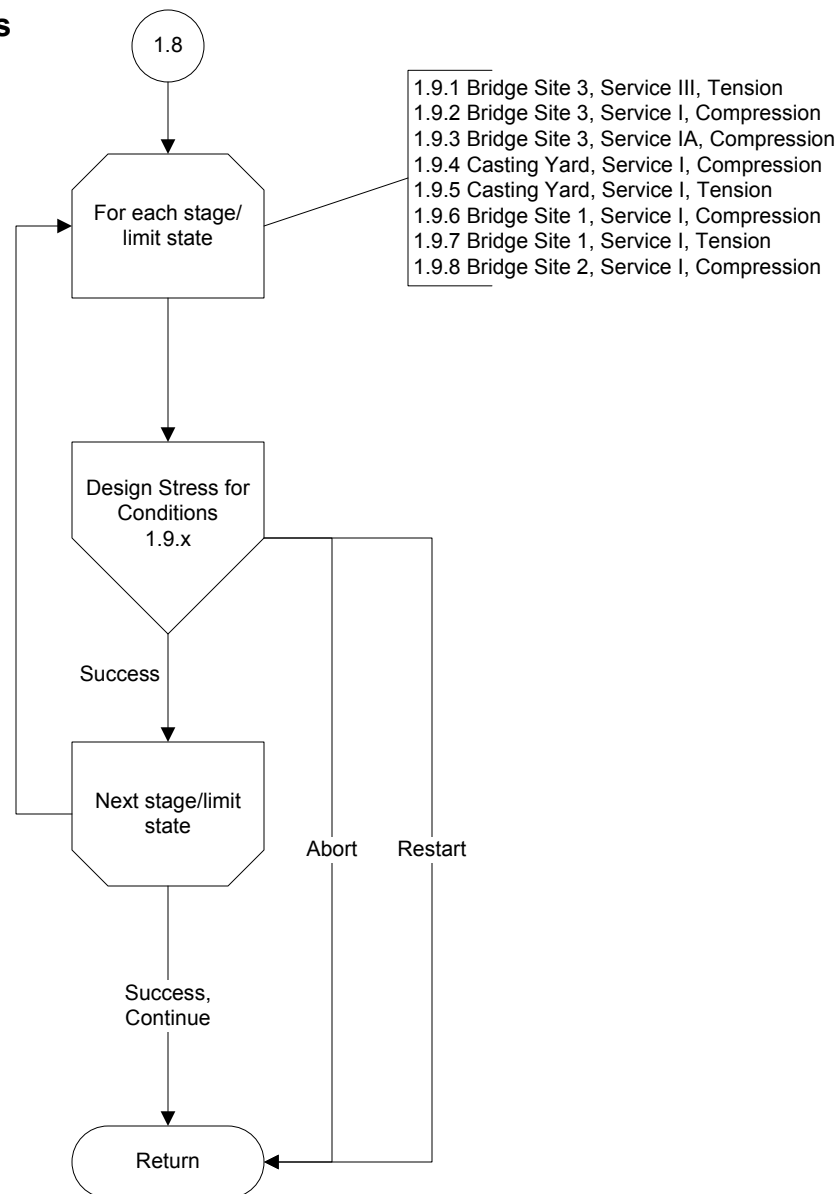 s
1.8
1.9.1 Bridge Site 3, Service III, Tension
1.9.2 Bridge Site 3, Service I, Compression
1.9.3 Bridge Site 3, Service IA, Compression
1.9.4 Casting Yard, Service I, Compression
1.9.5 Casting Yard, Service I, Tension
1.9.6 Bridge Site 1, Service I, Compression
1.9.7 Bridge Site 1, Service I, Tension
1.9.8 Bridge Site 2, Service I, Compression
For each stage/
limit state
Design Stress for
Conditions
1.9.x
Success
Next stage/limit
state
Abort
Restart
Success,
Continue
Return